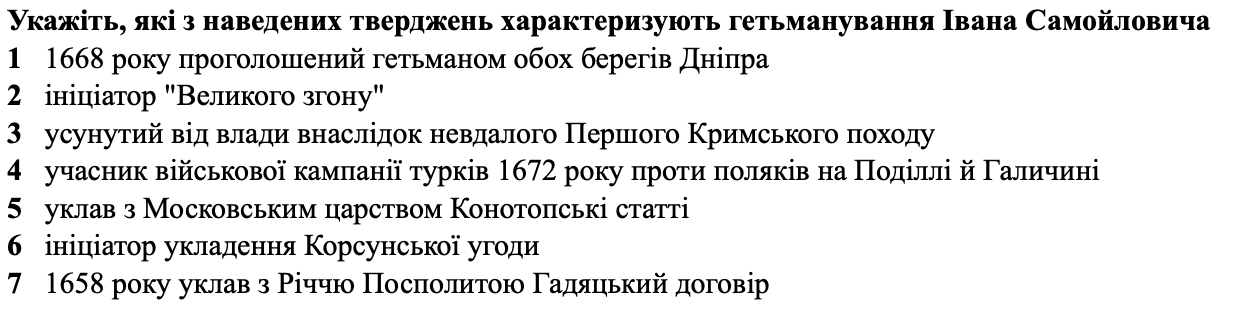 Укажіть, які з наведених тверджень характеризують гетьманування Івана Самойловича
1 1668 року проголошений гетьманом обох берегів Дніпра
2 ініціатор "Великого згону"
3 усунутий від влади внаслідок невдалого Першого Кримського походу
4 учасник військової кампанії турків 1672 року проти поляків на Поділлі й Галичині
5 уклав з Московським царством Конотопські статті
6 ініціатор укладення Корсунської угоди
7 1658 року уклав з Річчю Посполитою Гадяцький договір